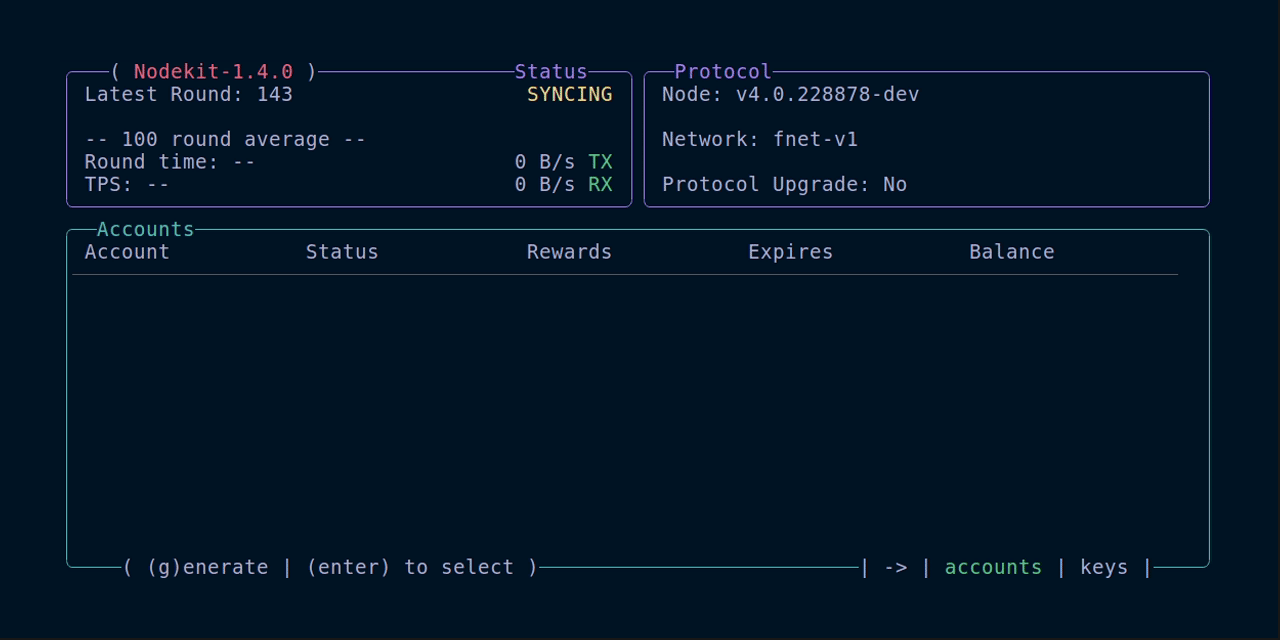 ( Nodekit-1.4.0 ) Status
Latest Round: 143 SYNCING
-- 100 round average --
Round time: -- 0 B/s TX
TPS: -- 0 B/s RX
Protocol
Node: v4.0.228878-dev
Network: fnet-v1
Protocol Upgrade: No
Accounts
Account Status Rewards Expires Balance
( (g)enerate | (enter) to select ) | -> | accounts | keys |